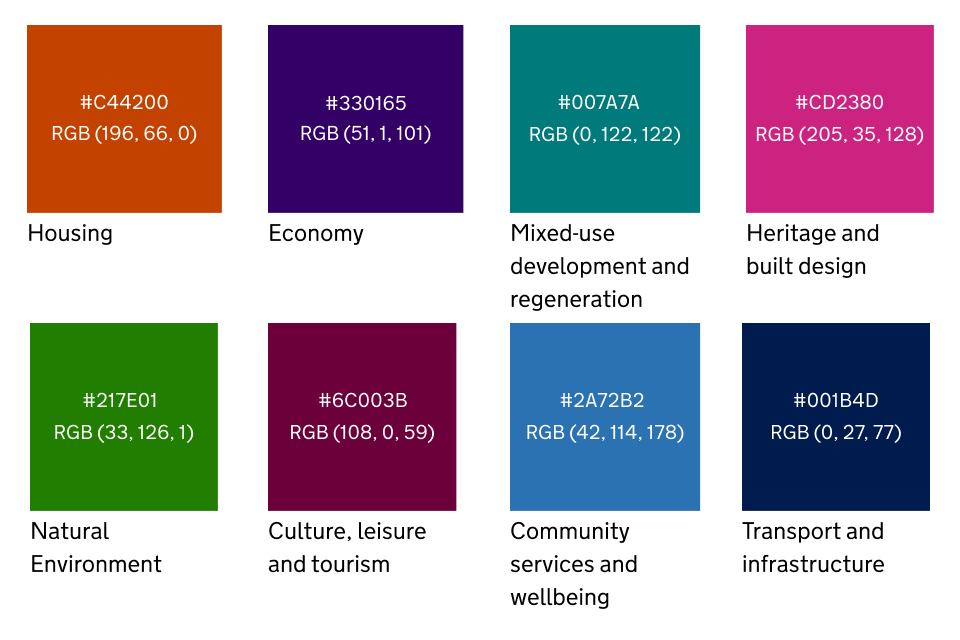 #C44200
RGB (196, 66, 0)
Housing
#330165
RGB (51, 1, 101)
Economy
#007A7A
RGB (0, 122, 122)
Mixed-use
development and
regeneration
#CD2380
RGB (205, 35, 128)
Heritage and
built design
#217E01
RGB (33, 126, 1)
Natural
Environment
#6C003B
RGB (108, 0, 59)
Culture, leisure
and tourism
#2A72B2
RGB (42, 114, 178)
Community
services and
wellbeing
#001B4D
RGB (0, 27, 77)
Transport and
infrastructure